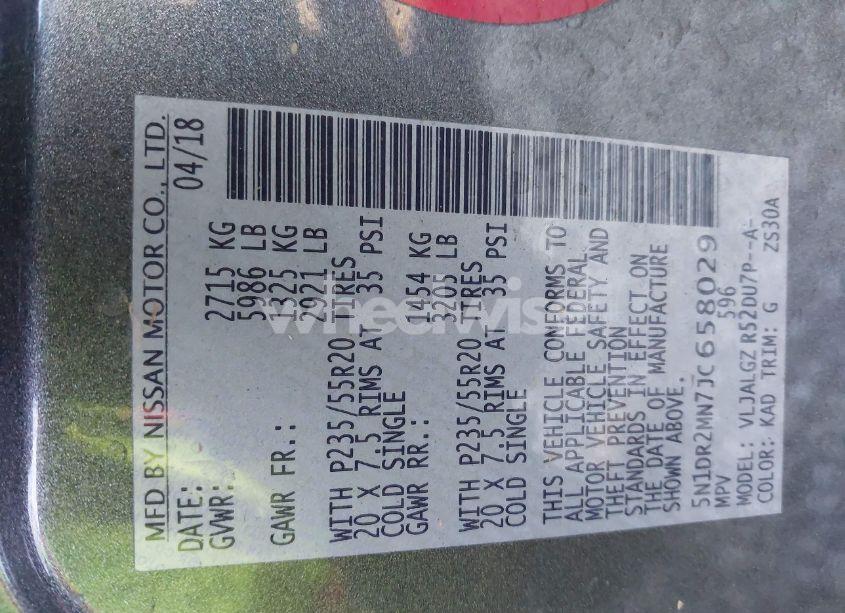 MFD BY NISSAN MOTOR CO., LTD.
DATE: 04/18
GVWR: 2715 KG
5986 LB
GAWR FR.: 1325 KG
2921 LB
WITH P235/55R20 TIRES
20 X 7.5 RIMS AT 35 PSI
COLD SINGLE
GAWR RR.: 1454 KG
3205 LB
WITH P235/55R20 TIRES
20 X 7.5 RIMS AT 35 PSI
COLD SINGLE
THIS VEHICLE CONFORMS TO
ALL APPLICABLE FEDERAL
MOTOR VEHICLE SAFETY AND
THEFT PREVENTION
STANDARDS IN EFFECT ON
THE DATE OF MANUFACTURE
SHOWN ABOVE.
5N1DR2MN7JC658029
MPV 596
MODEL: VLJALGZ R52DU7P--A-
COLOR: KAD TRIM: G ZS30A
wheelwis